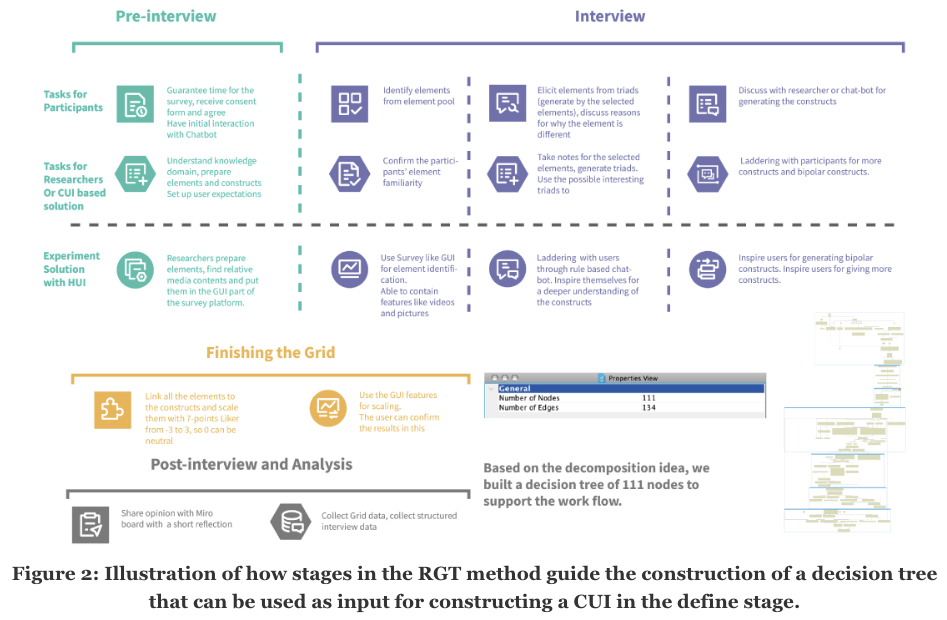 Pre-interview
Interview
Tasks for
Participants
Guarantee time for the
survey, receive consent
form and agree
Have initial interaction
with Chatbot
Identify elements
from element pool
Elicit elements from triads
(generate by the selected
elements), discuss reasons
for why the element is
different
Discuss with researcher or chat-bot for
generating the constructs
Tasks for
Researchers
Or CUI based
solution
Understand knowledge
domain, prepare
elements and constructs
Set up user expectations
Confirm the partici-
pants' element
familiarity
Take notes for the selected
elements, generate triads.
Use the possible interesting
triads to
Laddering with participants for more
constructs and bipolar constructs.
Experiment
Solution
with HUI
Researchers prepare
elements, find relative
media contents and put
them in the GUI part of
the survey platform.
Use Survey like GUI
for element identifi-
cation.
Able to contain
features like videos
and pictures
Laddering with users
through rule based chat-
bot. Inspire themselves for
a deeper understanding of
the constructs
Inspire users for generating bipolar
constructs. Inspire users for giving more
constructs.
Finishing the Grid
Link all the elements to
the constructs and scale
them with 7-points Liker
from -3 to 3, so 0 can be
neutral
Use the GUI features
for scaling.
The user can confirm
the results in this
Properties View
General
Number of Nodes 111
Number of Edges 134
Post-interview and Analysis
Share opinion with Miro
board with a short reflection
Collect Grid data, collect structured
interview data
Based on the decomposition idea, we
built a decision tree of 111 nodes to
support the work flow.
Figure 2: Illustration of how stages in the RGT method guide the construction of a decision tree
that can be used as input for constructing a CUI in the define stage.